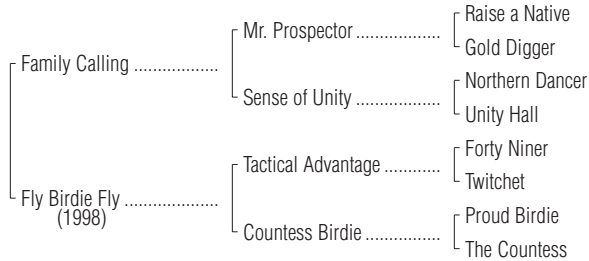 Raise a Native
Mr. Prospector ..................
Gold Digger
Family Calling ..................
Northern Dancer
Sense of Unity ..................
Unity Hall
Forty Niner
Tactical Advantage ............
Twitchet
Fly Birdie Fly ....................
(1998)
Proud Birdie
Countess Birdie ................
The Countess